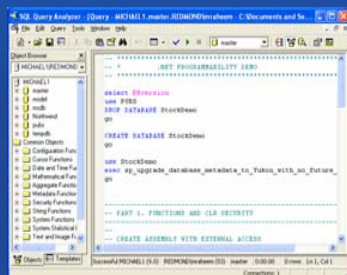 SQL Query Analyzer - [Query - MICHAEL1.master.REDMOND\mraheem - C:\Documents and Se...
File Edit Query Tools Window Help
master
Object Browser
MICHAEL1(REDMOND\
MICHAEL1
master
model
msdb
Northwind
pubs
tempdb
Common Objects
Configuration Func
Cursor Functions
Date and Time Fun
Mathematical Func
Aggregate Functio
Metadata Function
Security Functions
String Functions
System Functions
System Statistical
Text and Image Fu
Objects Templates
-- * .NET PROGRAMMABILITY DEMO
select @@version
use PUBS
DROP DATABASE StockDemo
go
CREATE DATABASE StockDemo
go
use StockDemo
exec sp_upgrade_database_metadata_to_Yukon_with_no_future_
go
-- PART 1. FUNCTIONS AND CLR SECURITY
-- CREATE ASSEMBLY WITH EXTERNAL ACCESS
Successful MICHAEL1 (9.0) REDMOND\mraheem (53) master 0:00:00 0 rows Ln 1, Col 1
Connections: 1